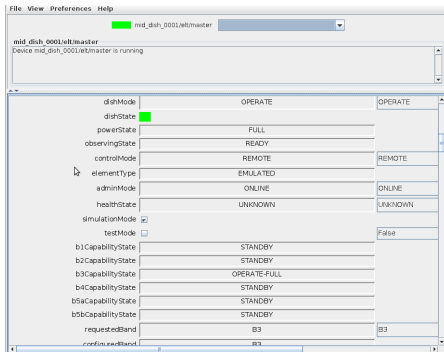 File View Preferences Help
mid_dish_0001/elt/master
mid_dish_0001/elt/master
Device mid_dish_0001/elt/master is running
dishMode OPERATE OPERATE
dishState
powerState FULL
observingState READY
controlMode REMOTE REMOTE
elementType EMULATED
adminMode ONLINE ONLINE
healthState UNKNOWN UNKNOWN
simulationMode
testMode False
b1CapabilityState STANDBY
b2CapabilityState STANDBY
b3CapabilityState OPERATE-FULL
b4CapabilityState STANDBY
b5aCapabilityState STANDBY
b5bCapabilityState STANDBY
requestedBand B3 B3
configuredBand B3